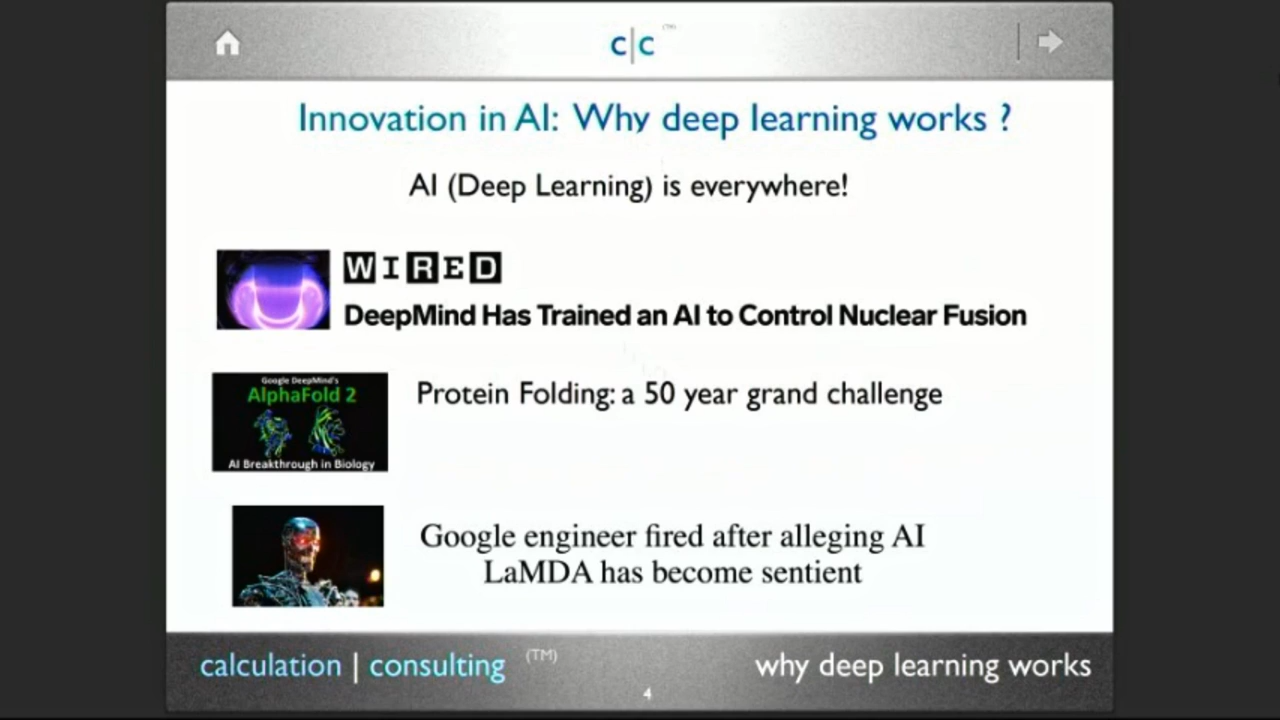 c|c (TM)
Innovation in AI: Why deep learning works ?
AI (Deep Learning) is everywhere!
WIRED
DeepMind Has Trained an AI to Control Nuclear Fusion
Google DeepMind's
AlphaFold 2
AI Breakthrough in Biology
Protein Folding: a 50 year grand challenge
Google engineer fired after alleging AI
LaMDA has become sentient
calculation | consulting (TM)
why deep learning works
4